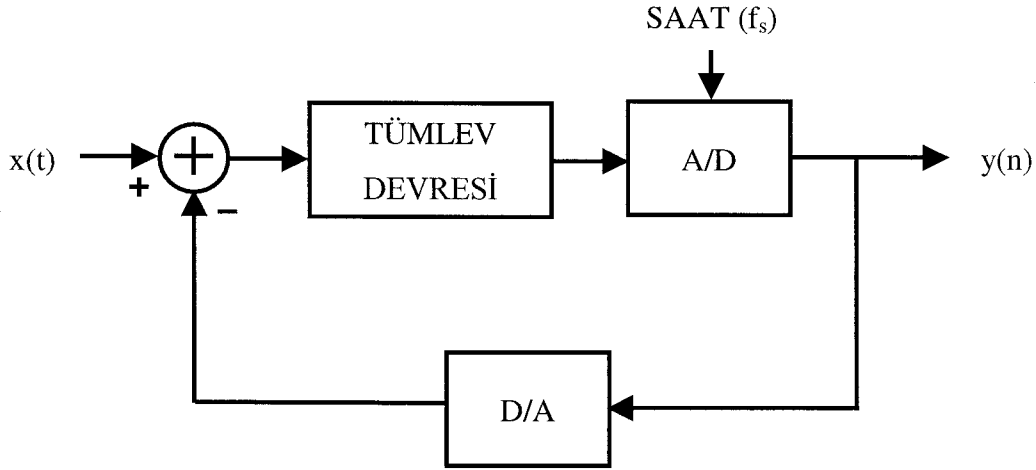 SAAT (fs)
x(t)
+
−
TÜMLEV
DEVRESİ
A/D
y(n)
D/A